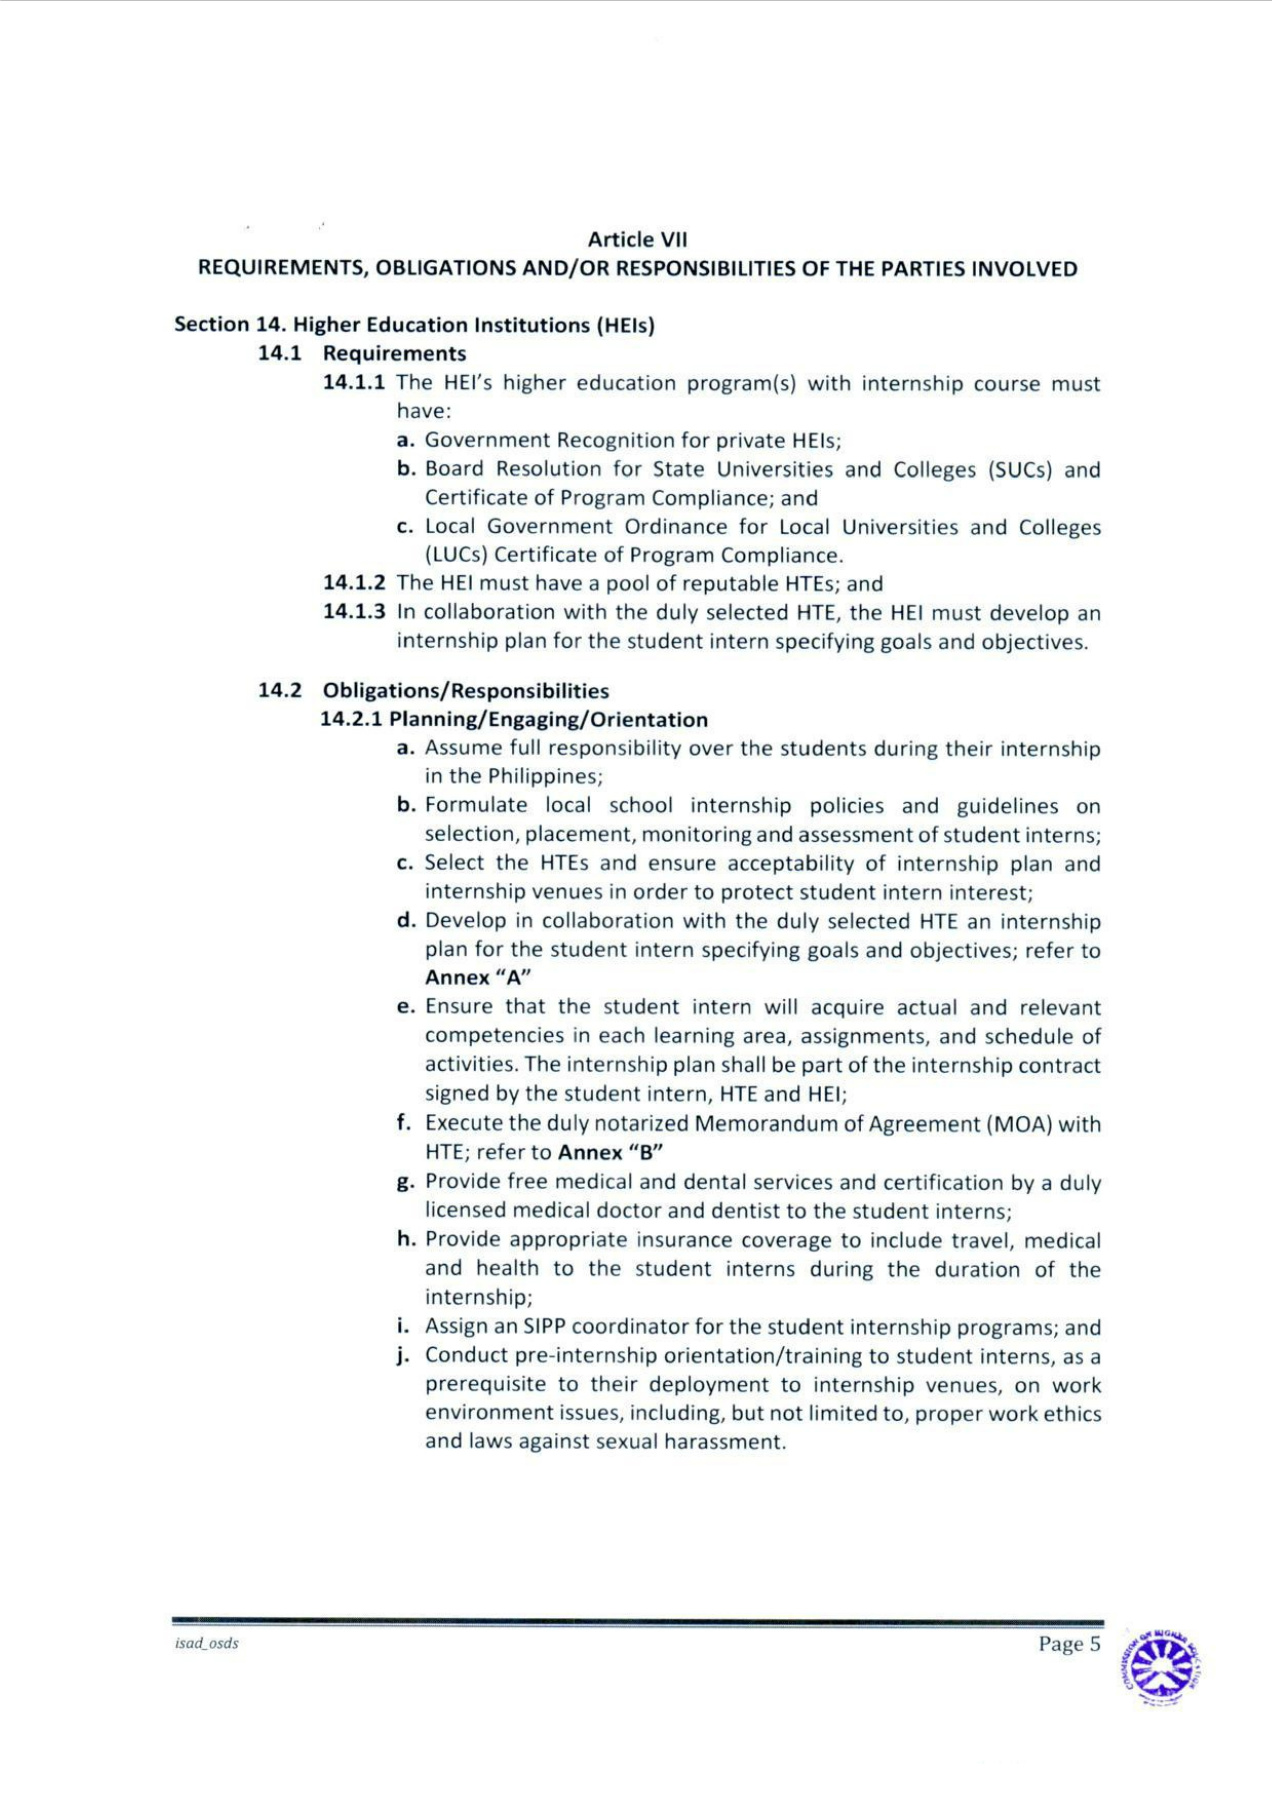 Article VII
REQUIREMENTS, OBLIGATIONS AND/OR RESPONSIBILITIES OF THE PARTIES INVOLVED
Section 14. Higher Education Institutions (HEIs)
14.1 Requirements
14.1.1 The HEI's higher education program(s) with internship course must
have:
a. Government Recognition for private HEIs;
b. Board Resolution for State Universities and Colleges (SUCs) and
Certificate of Program Compliance; and
c. Local Government Ordinance for Local Universities and Colleges
(LUCs) Certificate of Program Compliance.
14.1.2 The HEI must have a pool of reputable HTEs; and
14.1.3 In collaboration with the duly selected HTE, the HEI must develop an
internship plan for the student intern specifying goals and objectives.
14.2 Obligations/Responsibilities
14.2.1 Planning/Engaging/Orientation
a. Assume full responsibility over the students during their internship
in the Philippines;
b. Formulate local school internship policies and guidelines on
selection, placement, monitoring and assessment of student interns;
c. Select the HTEs and ensure acceptability of internship plan and
internship venues in order to protect student intern interest;
d. Develop in collaboration with the duly selected HTE an internship
plan for the student intern specifying goals and objectives; refer to
Annex “A”
e. Ensure that the student intern will acquire actual and relevant
competencies in each learning area, assignments, and schedule of
activities. The internship plan shall be part of the internship contract
signed by the student intern, HTE and HEI;
f. Execute the duly notarized Memorandum of Agreement (MOA) with
HTE; refer to Annex “B”
g. Provide free medical and dental services and certification by a duly
licensed medical doctor and dentist to the student interns;
h. Provide appropriate insurance coverage to include travel, medical
and health to the student interns during the duration of the
internship;
i. Assign an SIPP coordinator for the student internship programs; and
j. Conduct pre-internship orientation/training to student interns, as a
prerequisite to their deployment to internship venues, on work
environment issues, including, but not limited to, proper work ethics
and laws against sexual harassment.
isad_osds
Page 5
COMMISSION ON HIGHER EDUCATION